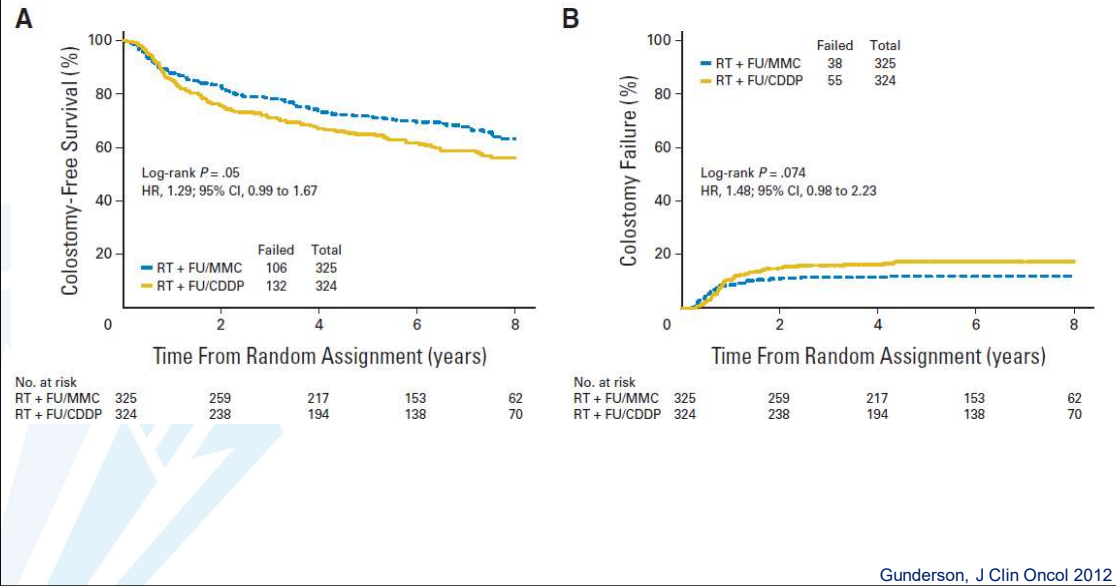 A
Colostomy-Free Survival (%)
100
80
60
40
20
0
2
4
6
8
Log-rank P = .05
HR, 1.29; 95% CI, 0.99 to 1.67
Failed Total
RT + FU/MMC 106 325
RT + FU/CDDP 132 324
Time From Random Assignment (years)
No. at risk
RT + FU/MMC 325 259 217 153 62
RT + FU/CDDP 324 238 194 138 70
B
Colostomy Failure (%)
100
80
60
40
20
0
2
4
6
8
Failed Total
RT + FU/MMC 38 325
RT + FU/CDDP 55 324
Log-rank P = .074
HR, 1.48; 95% CI, 0.98 to 2.23
Time From Random Assignment (years)
No. at risk
RT + FU/MMC 325 259 217 153 62
RT + FU/CDDP 324 238 194 138 70
Gunderson, J Clin Oncol 2012